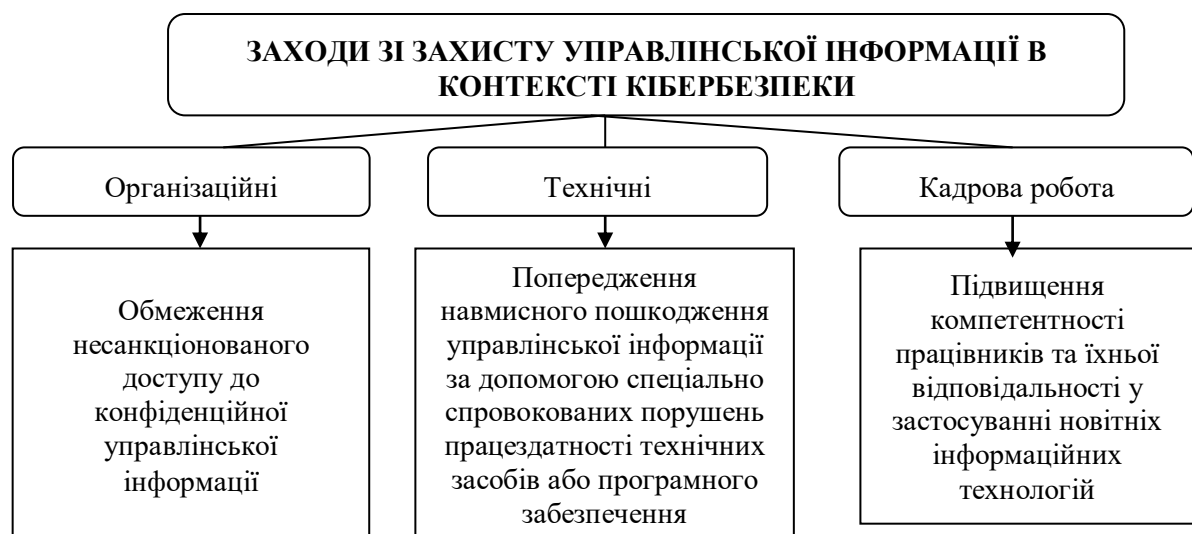 ЗАХОДИ ЗІ ЗАХИСТУ УПРАВЛІНСЬКОЇ ІНФОРМАЦІЇ В
КОНТЕКСТІ КІБЕРБЕЗПЕКИ
Організаційні
Технічні
Кадрова робота
Обмеження
несанкціонованого
доступу до
конфіденційної
управлінської
інформації
Попередження
навмисного пошкодження
управлінської інформації
за допомогою спеціально
спровокованих порушень
працездатності технічних
засобів або програмного
забезпечення
Підвищення
компетентності
працівників та їхньої
відповідальності у
застосуванні новітніх
інформаційних
технологій